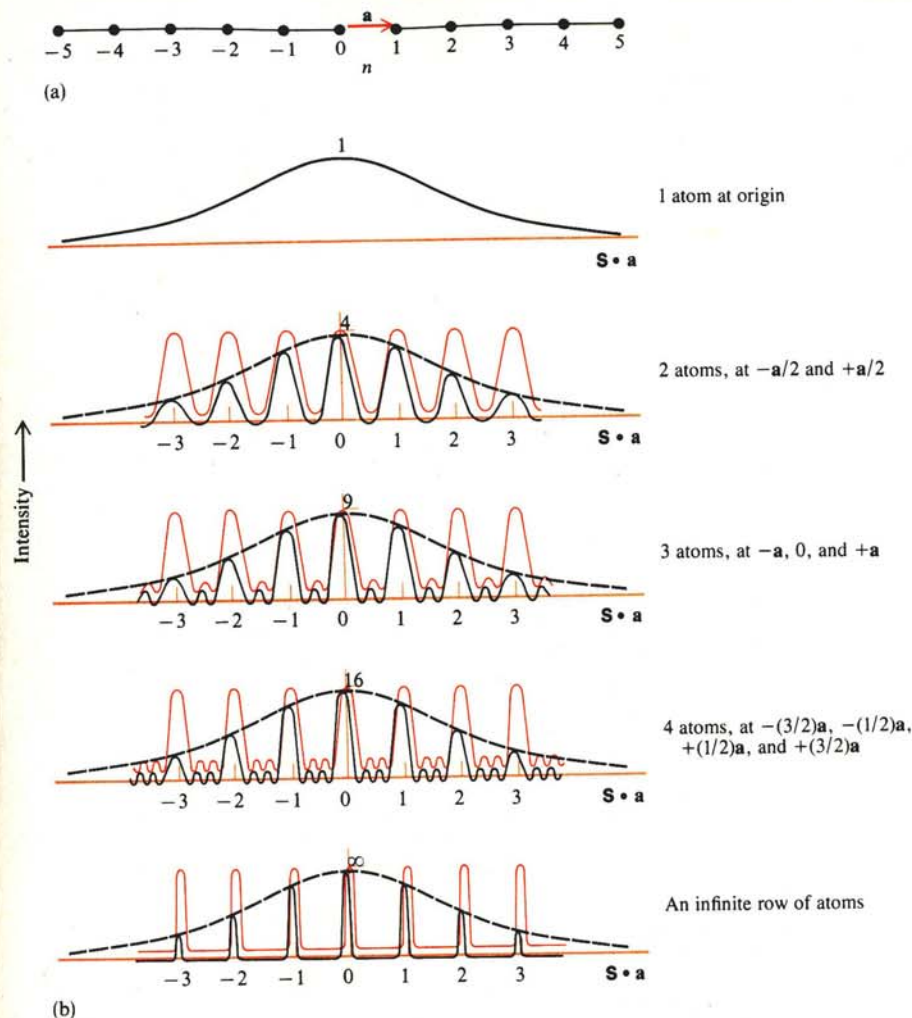 a
−5 −4 −3 −2 −1 0 1 2 3 4 5
n
(a)
1
1 atom at origin
S • a
4
2 atoms, at −a/2 and +a/2
−3 −2 −1 0 1 2 3
S • a
Intensity
9
3 atoms, at −a, 0, and +a
−3 −2 −1 0 1 2 3
S • a
16
4 atoms, at −(3/2)a, −(1/2)a,
+(1/2)a, and +(3/2)a
−3 −2 −1 0 1 2 3
S • a
∞
An infinite row of atoms
−3 −2 −1 0 1 2 3
S • a
(b)